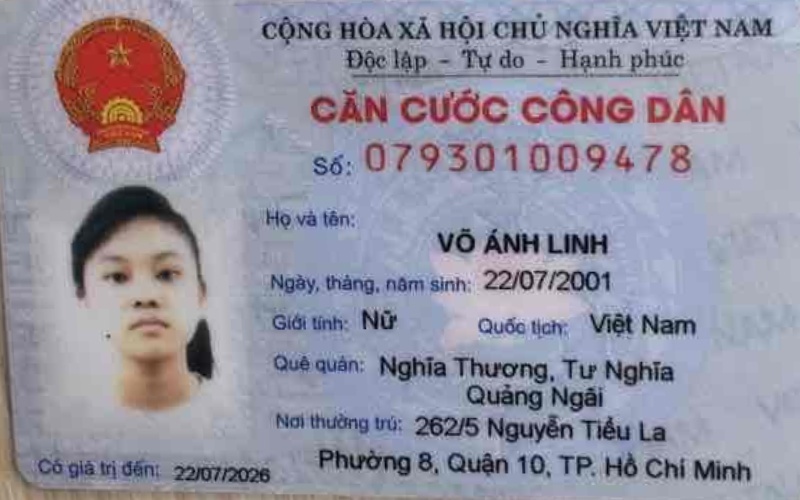 CỘNG HÒA XÃ HỘI CHỦ NGHĨA VIỆT NAM
Độc lập - Tự do - Hạnh phúc
CĂN CƯỚC CÔNG DÂN
Số: 079301009478
Họ và tên:
VÕ ÁNH LINH
Ngày, tháng, năm sinh: 22/07/2001
Giới tính: Nữ Quốc tịch: Việt Nam
Quê quán: Nghĩa Thương, Tư Nghĩa
Quảng Ngãi
Nơi thường trú: 262/5 Nguyễn Tiểu La
Phường 8, Quận 10, TP. Hồ Chí Minh
Có giá trị đến: 22/07/2026